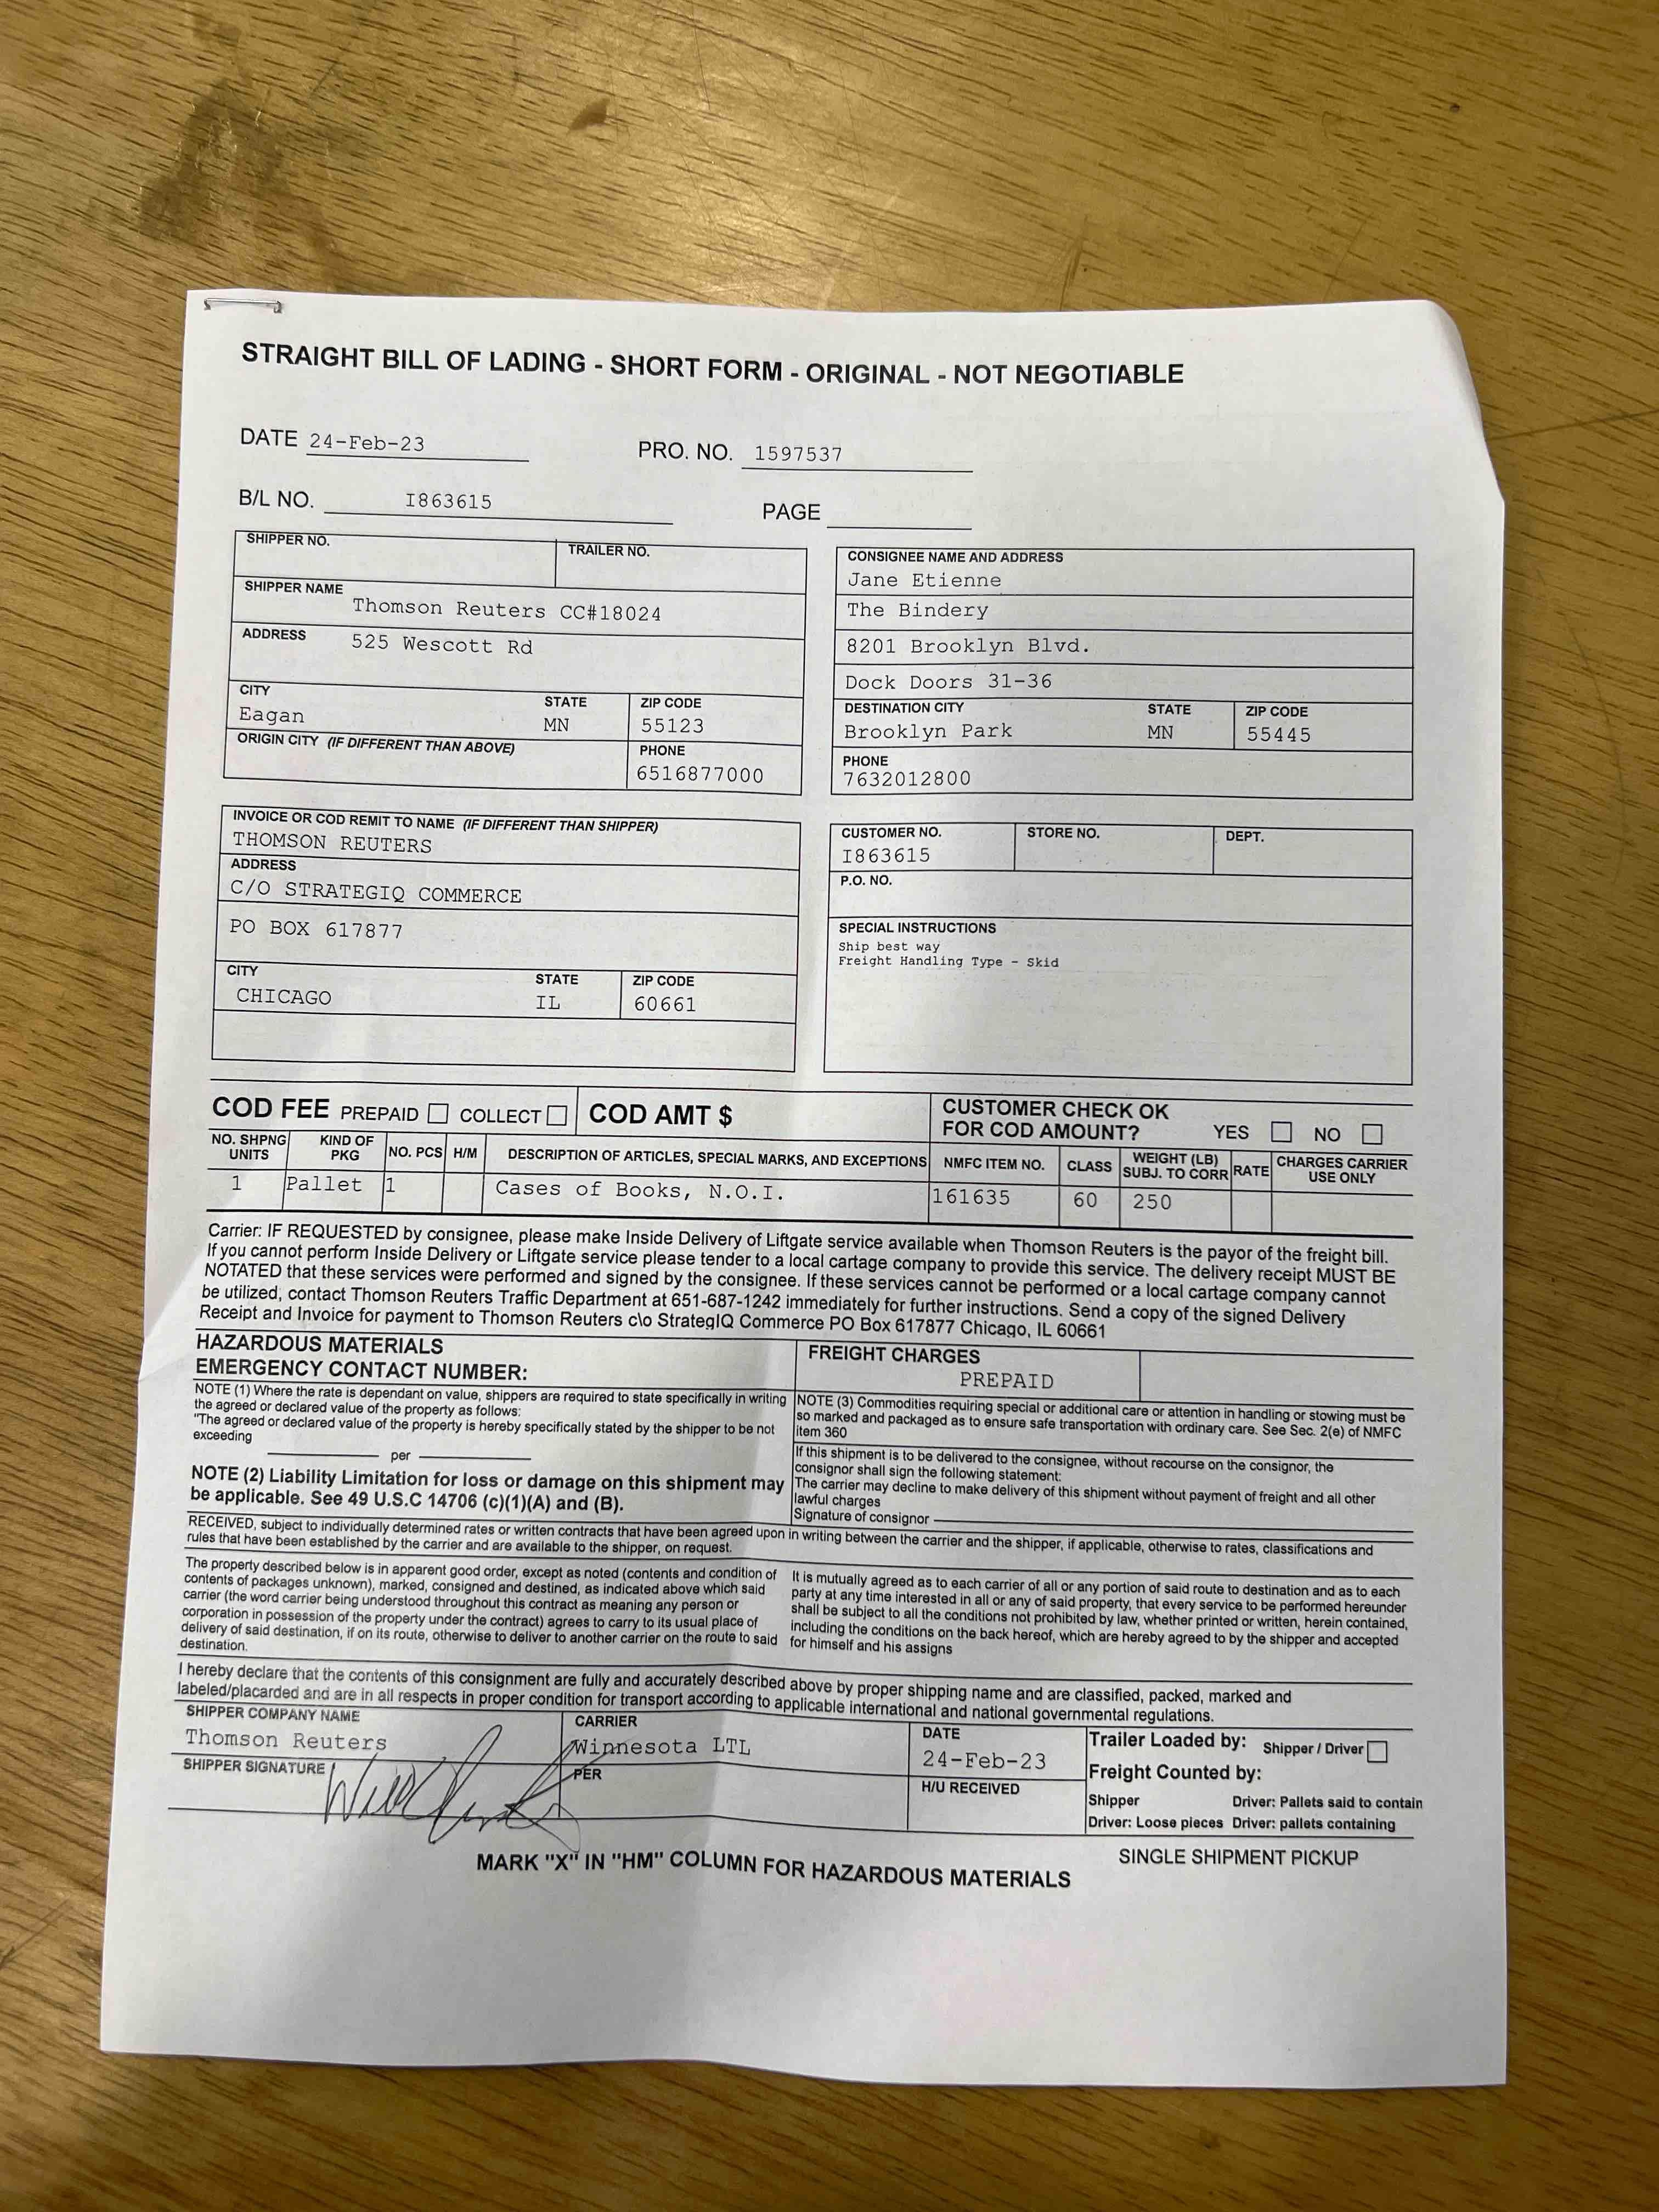 STRAIGHT BILL OF LADING - SHORT FORM - ORIGINAL - NOT NEGOTIABLE
DATE 24-Feb-23 PRO. NO. 1597537
B/L NO. I863615 PAGE
SHIPPER NO. TRAILER NO.
SHIPPER NAME
Thomson Reuters CC#18024
ADDRESS 525 Wescott Rd
CITY STATE ZIP CODE
Eagan MN 55123
ORIGIN CITY (IF DIFFERENT THAN ABOVE) PHONE
6516877000
CONSIGNEE NAME AND ADDRESS
Jane Etienne
The Bindery
8201 Brooklyn Blvd.
Dock Doors 31-36
DESTINATION CITY STATE ZIP CODE
Brooklyn Park MN 55445
PHONE
7632012800
INVOICE OR COD REMIT TO NAME (IF DIFFERENT THAN SHIPPER)
THOMSON REUTERS
ADDRESS
C/O STRATEGIQ COMMERCE
PO BOX 617877
CITY STATE ZIP CODE
CHICAGO IL 60661
CUSTOMER NO. STORE NO. DEPT.
I863615
P.O. NO.
SPECIAL INSTRUCTIONS
Ship best way
Freight Handling Type - Skid
COD FEE PREPAID COLLECT COD AMT $
CUSTOMER CHECK OK
FOR COD AMOUNT? YES NO
NO. SHPNG UNITS KIND OF PKG NO. PCS H/M DESCRIPTION OF ARTICLES, SPECIAL MARKS, AND EXCEPTIONS NMFC ITEM NO. CLASS WEIGHT (LB) SUBJ. TO CORR RATE CHARGES CARRIER USE ONLY
1 Pallet 1 Cases of Books, N.O.I. 161635 60 250
Carrier: IF REQUESTED by consignee, please make Inside Delivery of Liftgate service available when Thomson Reuters is the payor of the freight bill.
If you cannot perform Inside Delivery or Liftgate service please tender to a local cartage company to provide this service. The delivery receipt MUST BE
NOTATED that these services were performed and signed by the consignee. If these services cannot be performed or a local cartage company cannot
be utilized, contact Thomson Reuters Traffic Department at 651-687-1242 immediately for further instructions. Send a copy of the signed Delivery
Receipt and Invoice for payment to Thomson Reuters c\o StrategIQ Commerce PO Box 617877 Chicago, IL 60661
HAZARDOUS MATERIALS
EMERGENCY CONTACT NUMBER:
FREIGHT CHARGES
PREPAID
NOTE (1) Where the rate is dependant on value, shippers are required to state specifically in writing
the agreed or declared value of the property as follows:
"The agreed or declared value of the property is hereby specifically stated by the shipper to be not
exceeding
per
NOTE (2) Liability Limitation for loss or damage on this shipment may
be applicable. See 49 U.S.C 14706 (c)(1)(A) and (B).
NOTE (3) Commodities requiring special or additional care or attention in handling or stowing must be
so marked and packaged as to ensure safe transportation with ordinary care. See Sec. 2(e) of NMFC
item 360
If this shipment is to be delivered to the consignee, without recourse on the consignor, the
consignor shall sign the following statement:
The carrier may decline to make delivery of this shipment without payment of freight and all other
lawful charges
Signature of consignor
RECEIVED, subject to individually determined rates or written contracts that have been agreed upon in writing between the carrier and the shipper, if applicable, otherwise to rates, classifications and
rules that have been established by the carrier and are available to the shipper, on request.
The property described below is in apparent good order, except as noted (contents and condition of
contents of packages unknown), marked, consigned and destined, as indicated above which said
carrier (the word carrier being understood throughout this contract as meaning any person or
corporation in possession of the property under the contract) agrees to carry to its usual place of
delivery of said destination, if on its route, otherwise to deliver to another carrier on the route to said
destination.
It is mutually agreed as to each carrier of all or any portion of said route to destination and as to each
party at any time interested in all or any of said property, that every service to be performed hereunder
shall be subject to all the conditions not prohibited by law, whether printed or written, herein contained,
including the conditions on the back hereof, which are hereby agreed to by the shipper and accepted
for himself and his assigns
I hereby declare that the contents of this consignment are fully and accurately described above by proper shipping name and are classified, packed, marked and
labeled/placarded and are in all respects in proper condition for transport according to applicable international and national governmental regulations.
SHIPPER COMPANY NAME
Thomson Reuters
SHIPPER SIGNATURE
CARRIER
Winnesota LTL
PER
DATE
24-Feb-23
H/U RECEIVED
Trailer Loaded by: Shipper / Driver
Freight Counted by:
Shipper Driver: Pallets said to contain
Driver: Loose pieces Driver: pallets containing
SINGLE SHIPMENT PICKUP
MARK "X" IN "HM" COLUMN FOR HAZARDOUS MATERIALS